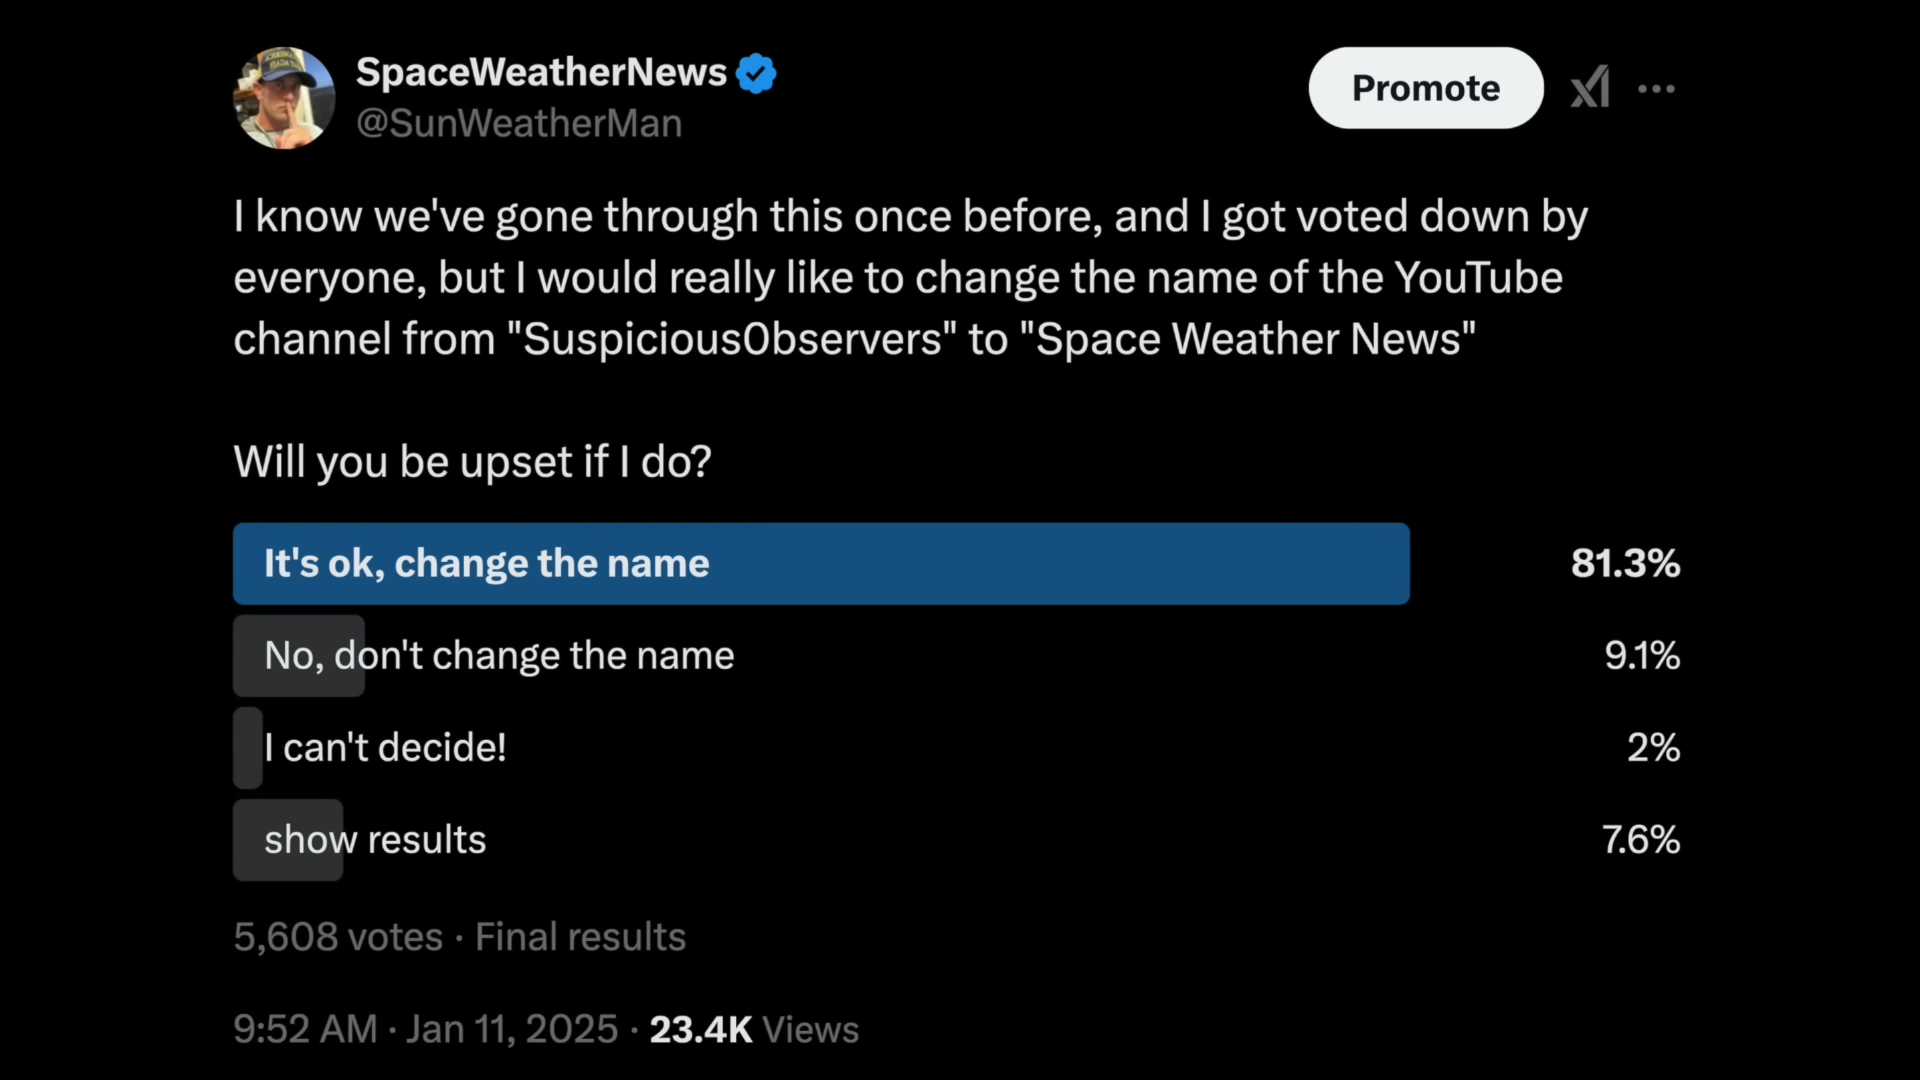 SpaceWeatherNews
@SunWeatherMan
Promote
I know we've gone through this once before, and I got voted down by
everyone, but I would really like to change the name of the YouTube
channel from "Suspicious0bservers" to "Space Weather News"
Will you be upset if I do?
It's ok, change the name 81.3%
No, don't change the name 9.1%
I can't decide! 2%
show results 7.6%
5,608 votes · Final results
9:52 AM · Jan 11, 2025 · 23.4K Views